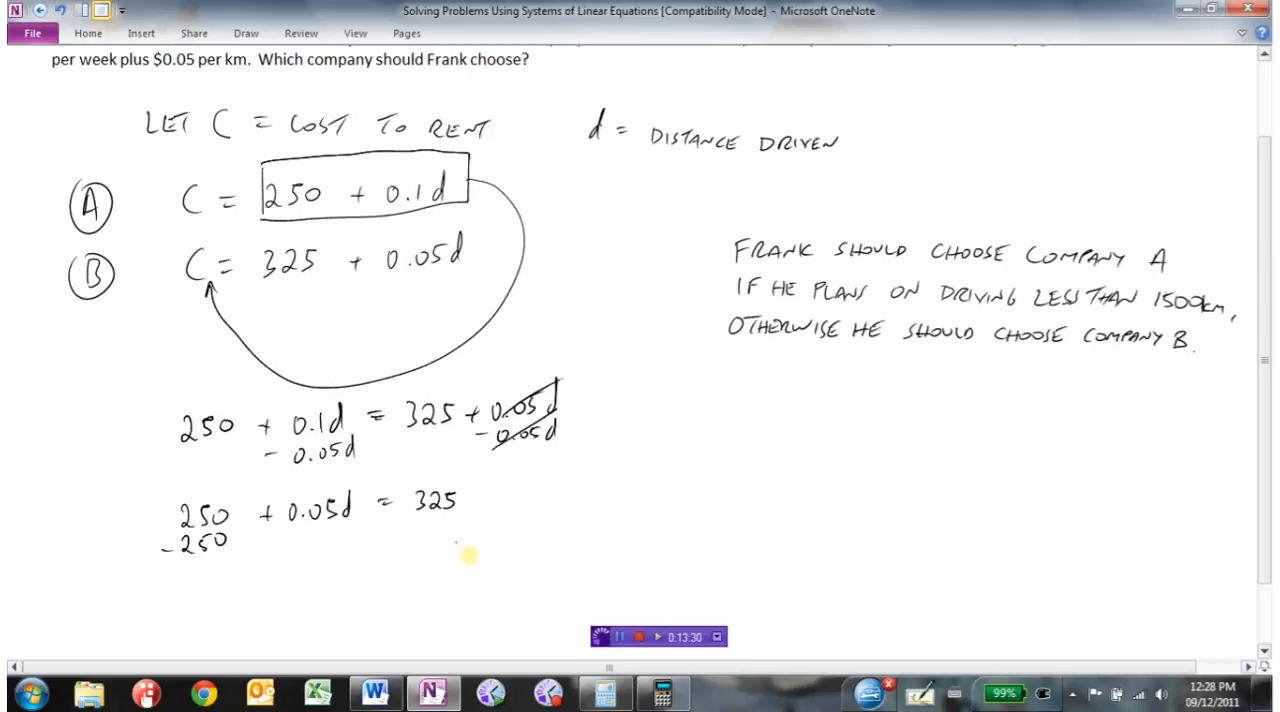 Solving Problems Using Systems of Linear Equations [Compatibility Mode] - Microsoft OneNote
File Home Insert Share Draw Review View Pages
per week plus $0.05 per km. Which company should Frank choose?
LET C = COST TO RENT
d = DISTANCE DRIVEN
A C = 250 + 0.1d
B C = 325 + 0.05d
FRANK SHOULD CHOOSE COMPANY A
IF HE PLANS ON DRIVING LESS THAN 1500km,
OTHERWISE HE SHOULD CHOOSE COMPANY B.
250 + 0.1d = 325 + 0.05d
- 0.05d - 0.05d
250 + 0.05d = 325
-250
0:13:30
99%
12:28 PM
09/12/2011